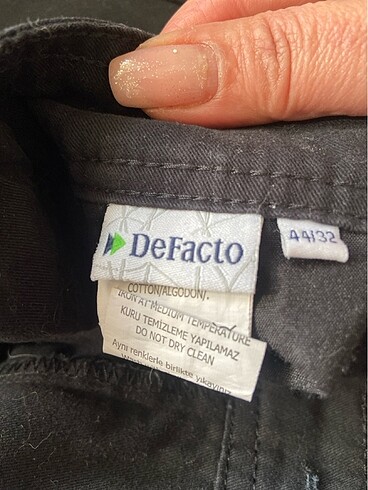 DeFacto
44/32
COTTON/ALGODON/.
IRON AT MEDIUM TEMPERATURE
KURU TEMİZLEME YAPILAMAZ
DO NOT DRY CLEAN
Aynı renklerle birlikte yıkayınız